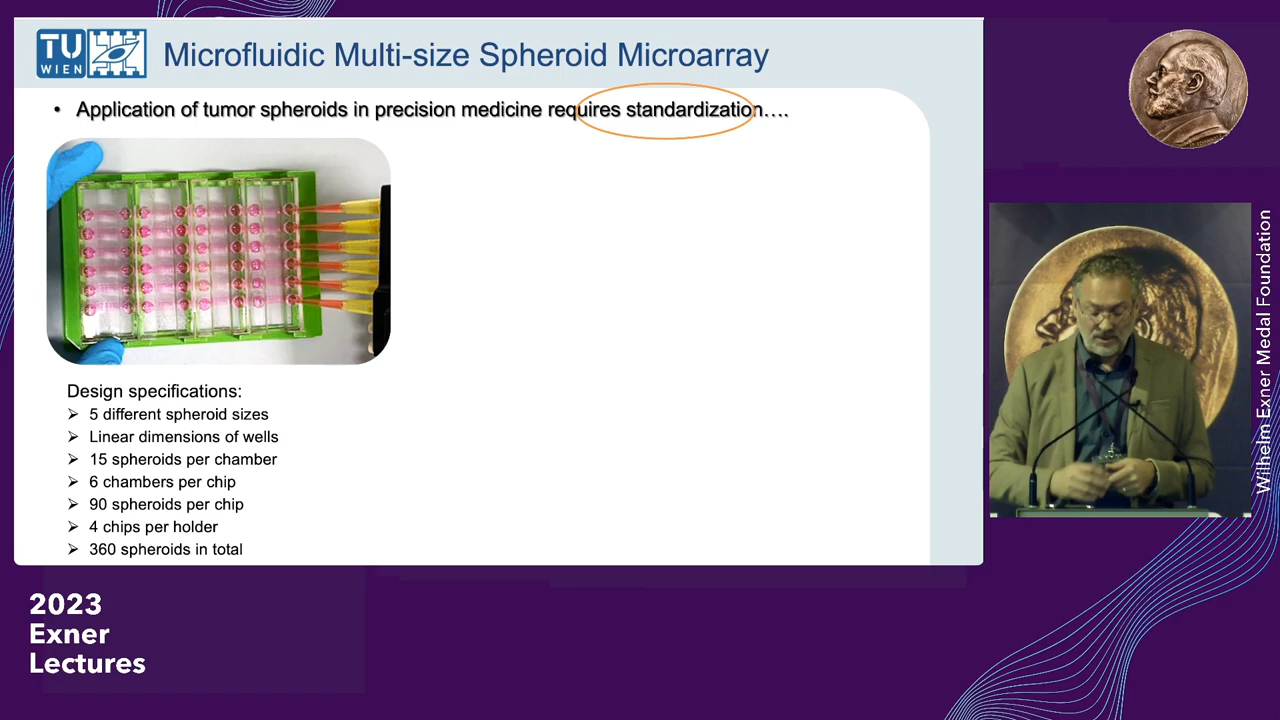 TU
WIEN
Microfluidic Multi-size Spheroid Microarray
• Application of tumor spheroids in precision medicine requires standardization….
Design specifications:
➢ 5 different spheroid sizes
➢ Linear dimensions of wells
➢ 15 spheroids per chamber
➢ 6 chambers per chip
➢ 90 spheroids per chip
➢ 4 chips per holder
➢ 360 spheroids in total
Wilhelm Exner Medal Foundation
2023
Exner
Lectures